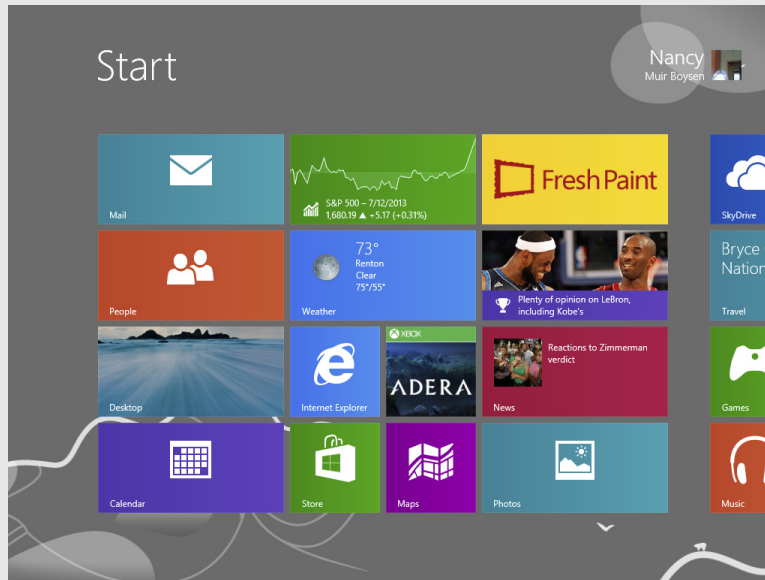 Start
Nancy
Muir Boysen
Mail
S&P 500 – 7/12/2013
1,680.19 ▲ +5.17 (+0.31%)
Fresh Paint
SkyDrive
People
73°
Renton
Clear
75°/55°
Weather
Plenty of opinion on LeBron,
including Kobe's
Bryce
Nation
Travel
Desktop
Internet Explorer
XBOX
ADERA
Reactions to Zimmerman
verdict
News
Games
Calendar
Store
Maps
Photos
Music